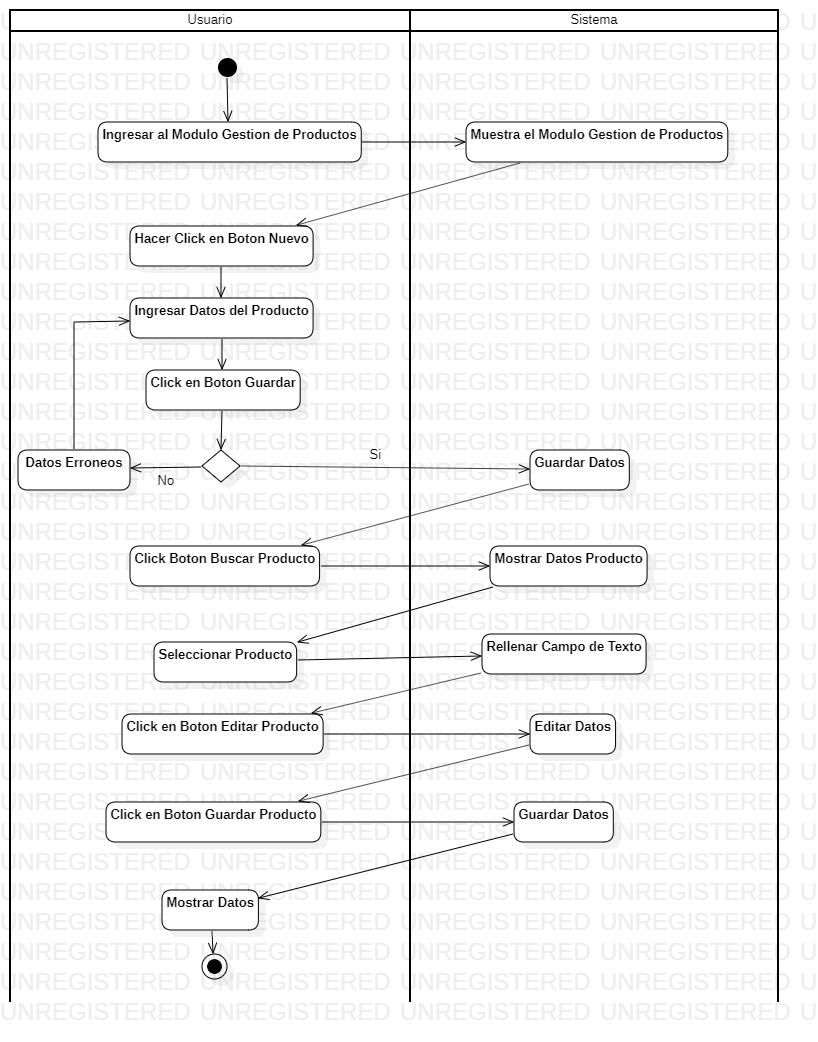 Usuario
Sistema
Ingresar al Modulo Gestion de Productos
Muestra el Modulo Gestion de Productos
Hacer Click en Boton Nuevo
Ingresar Datos del Producto
Click en Boton Guardar
Datos Erroneos
No
Si
Guardar Datos
Click Boton Buscar Producto
Mostrar Datos Producto
Seleccionar Producto
Rellenar Campo de Texto
Click en Boton Editar Producto
Editar Datos
Click en Boton Guardar Producto
Guardar Datos
Mostrar Datos
UNREGISTERED